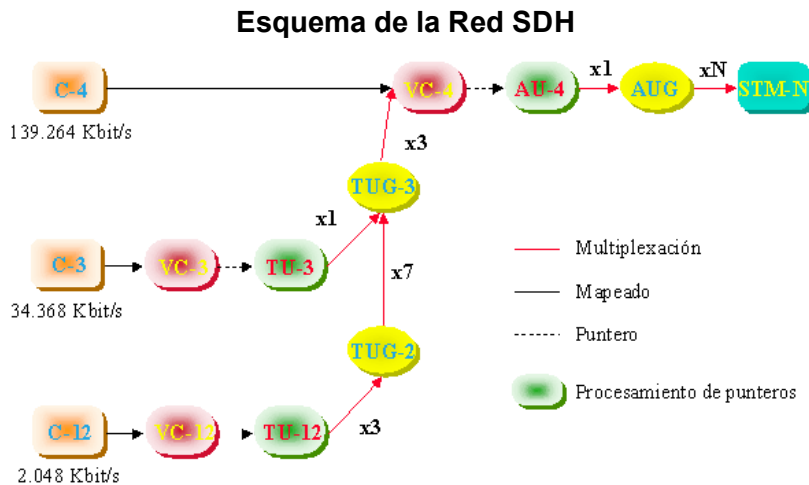 Esquema de la Red SDH
C-4
VC-4
AU-4
x1
AUG
xN
STM-N
139.264 Kbit/s
x3
TUG-3
x1
C-3
VC-3
TU-3
34.368 Kbit/s
x7
TUG-2
C-12
VC-12
TU-12
x3
2.048 Kbit/s
Multiplexación
Mapeado
Puntero
Procesamiento de punteros